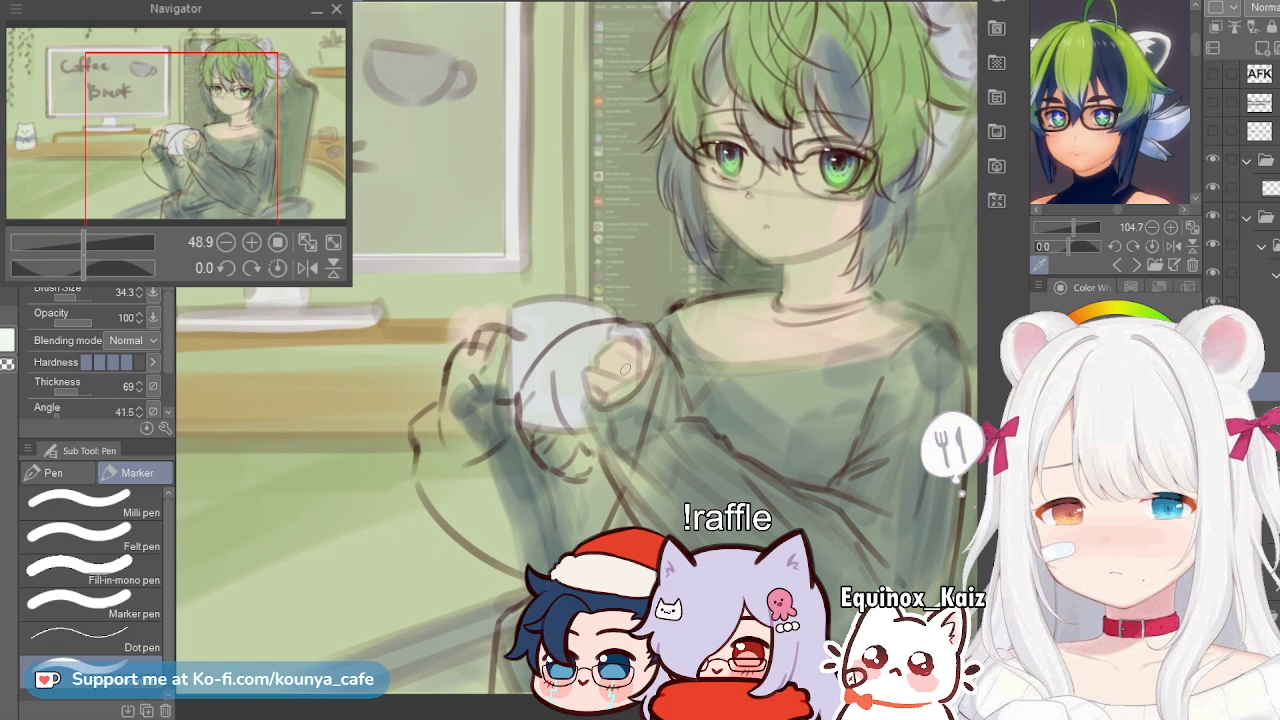 Navigator
Coffee
Break
48.9
0.0
Brush Size
34.3
Opacity
100
Blending mode
Normal
Hardness
Thickness
69
Angle
41.5
Sub Tool: Pen
Pen
Marker
Milli pen
Felt pen
Fill-in-mono pen
Marker pen
Dot pen
Support me at Ko-fi.com/kounya_cafe
!raffle
Equinox_Kaiz
Norma
AFK
104.7
0.0
Color Wh